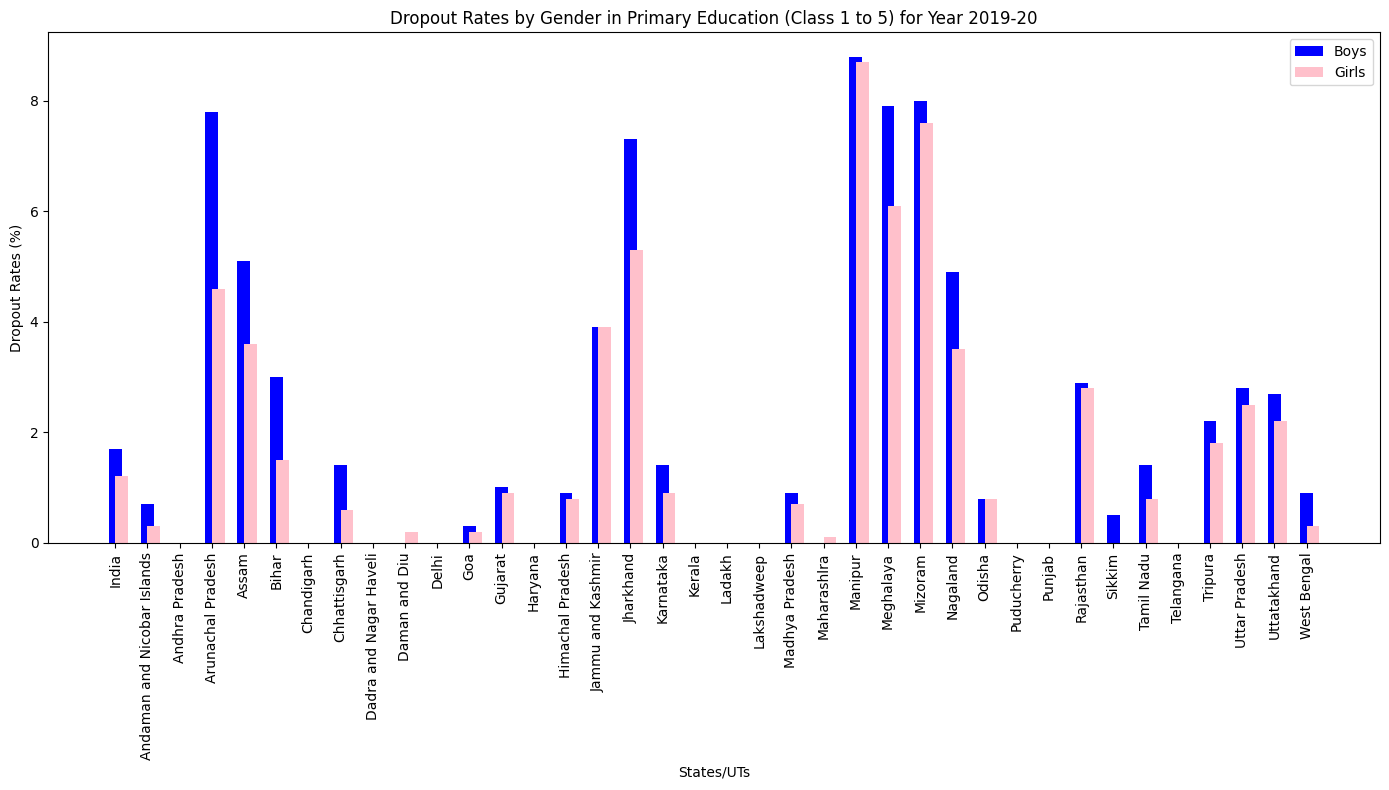 Dropout Rates by Gender in Primary Education (Class 1 to 5) for Year 2019-20
Boys
Girls
Dropout Rates (%)
8
6
4
2
0
India
Andaman and Nicobar Islands
Andhra Pradesh
Arunachal Pradesh
Assam
Bihar
Chandigarh
Chhattisgarh
Dadra and Nagar Haveli
Daman and Diu
Delhi
Goa
Gujarat
Haryana
Himachal Pradesh
Jammu and Kashmir
Jharkhand
Karnataka
Kerala
Ladakh
Lakshadweep
Madhya Pradesh
Maharashlra
Manipur
Meghalaya
Mizoram
Nagaland
Odisha
Puducherry
Punjab
Rajasthan
Sikkim
Tamil Nadu
Telangana
Tripura
Uttar Pradesh
Uttatakhand
West Bengal
States/UTs